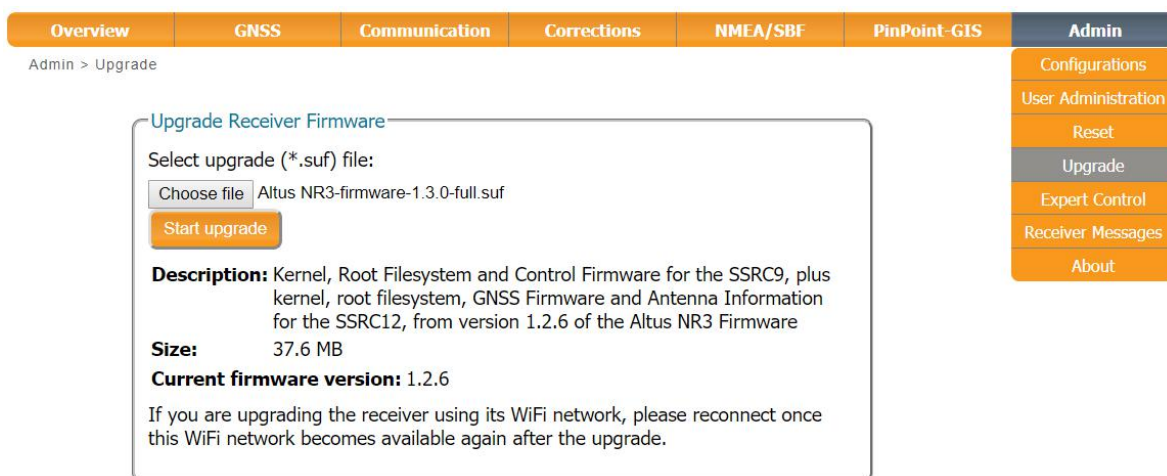 Overview GNSS Communication Corrections NMEA/SBF PinPoint-GIS Admin
Admin > Upgrade
Configurations
User Administration
Reset
Upgrade
Expert Control
Receiver Messages
About
Upgrade Receiver Firmware
Select upgrade (*.suf) file:
Choose file Altus NR3-firmware-1.3.0-full.suf
Start upgrade
Description: Kernel, Root Filesystem and Control Firmware for the SSRC9, plus
kernel, root filesystem, GNSS Firmware and Antenna Information
for the SSRC12, from version 1.2.6 of the Altus NR3 Firmware
Size: 37.6 MB
Current firmware version: 1.2.6
If you are upgrading the receiver using its WiFi network, please reconnect once
this WiFi network becomes available again after the upgrade.